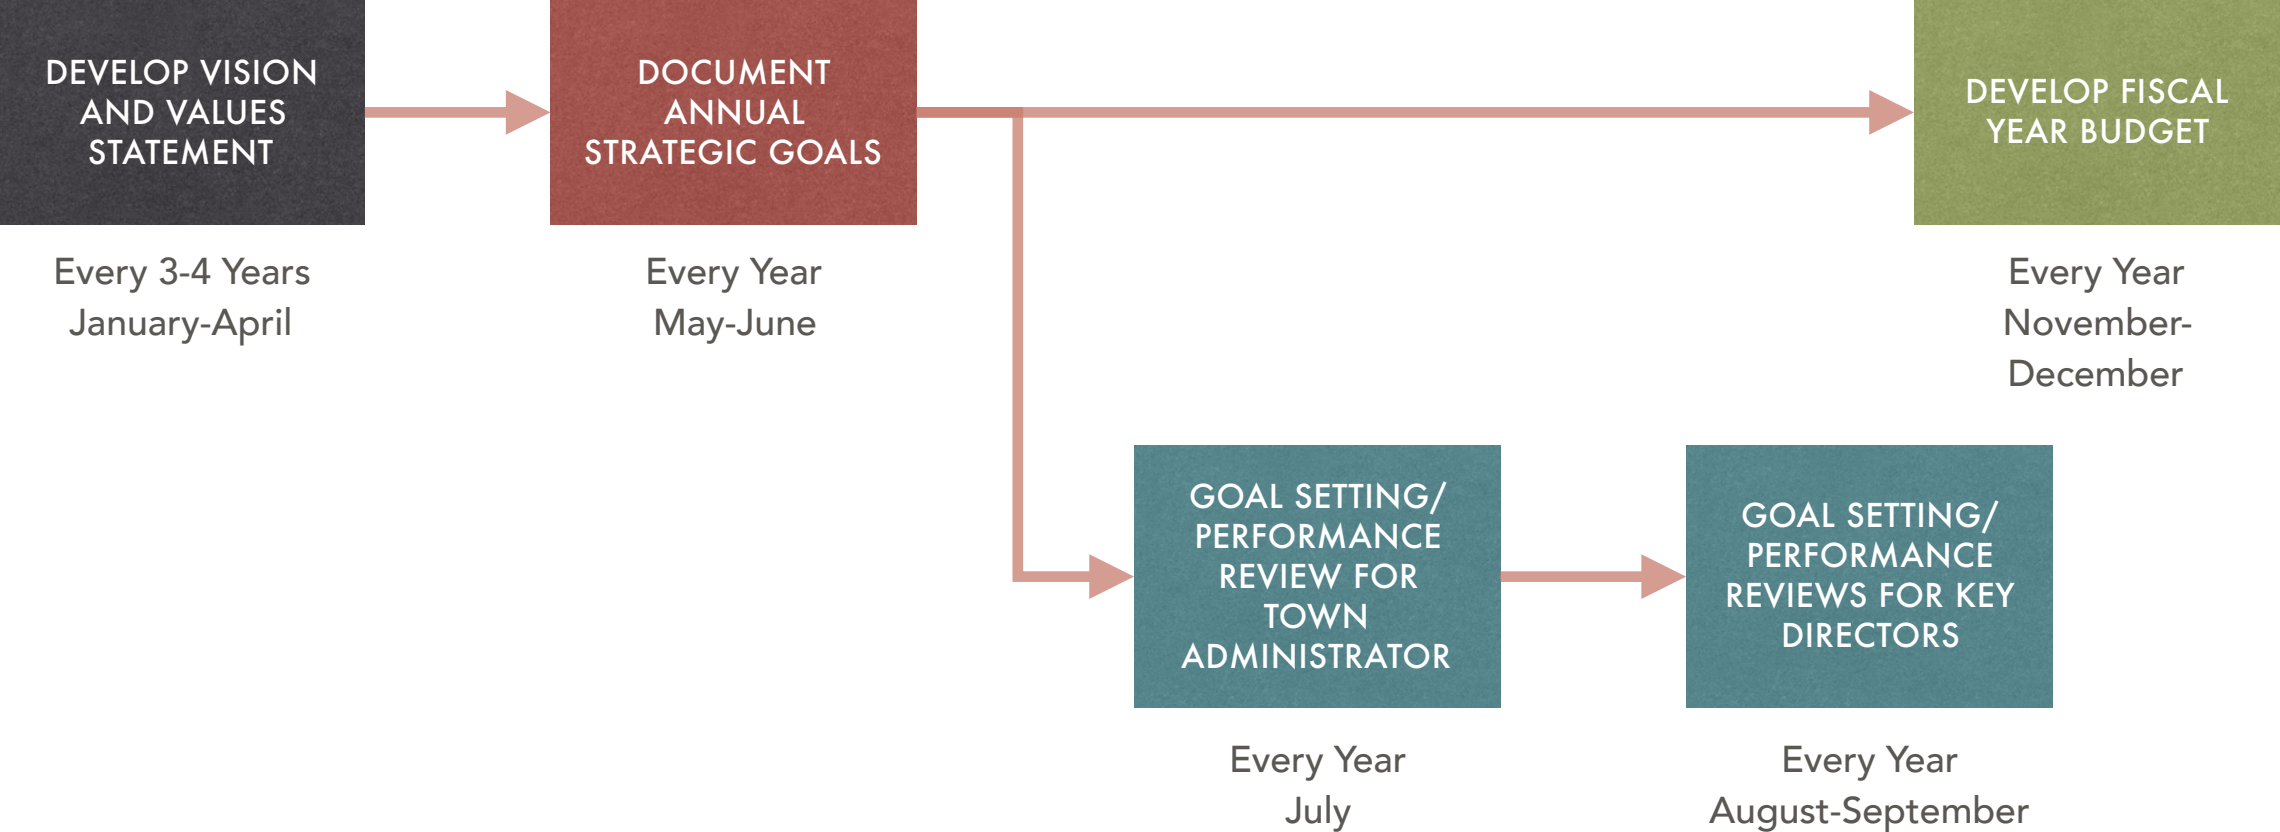 DEVELOP VISION
AND VALUES
STATEMENT
Every 3-4 Years
January-April
DOCUMENT
ANNUAL
STRATEGIC GOALS
Every Year
May-June
DEVELOP FISCAL
YEAR BUDGET
Every Year
November-
December
GOAL SETTING/
PERFORMANCE
REVIEW FOR
TOWN
ADMINISTRATOR
Every Year
July
GOAL SETTING/
PERFORMANCE
REVIEWS FOR KEY
DIRECTORS
Every Year
August-September